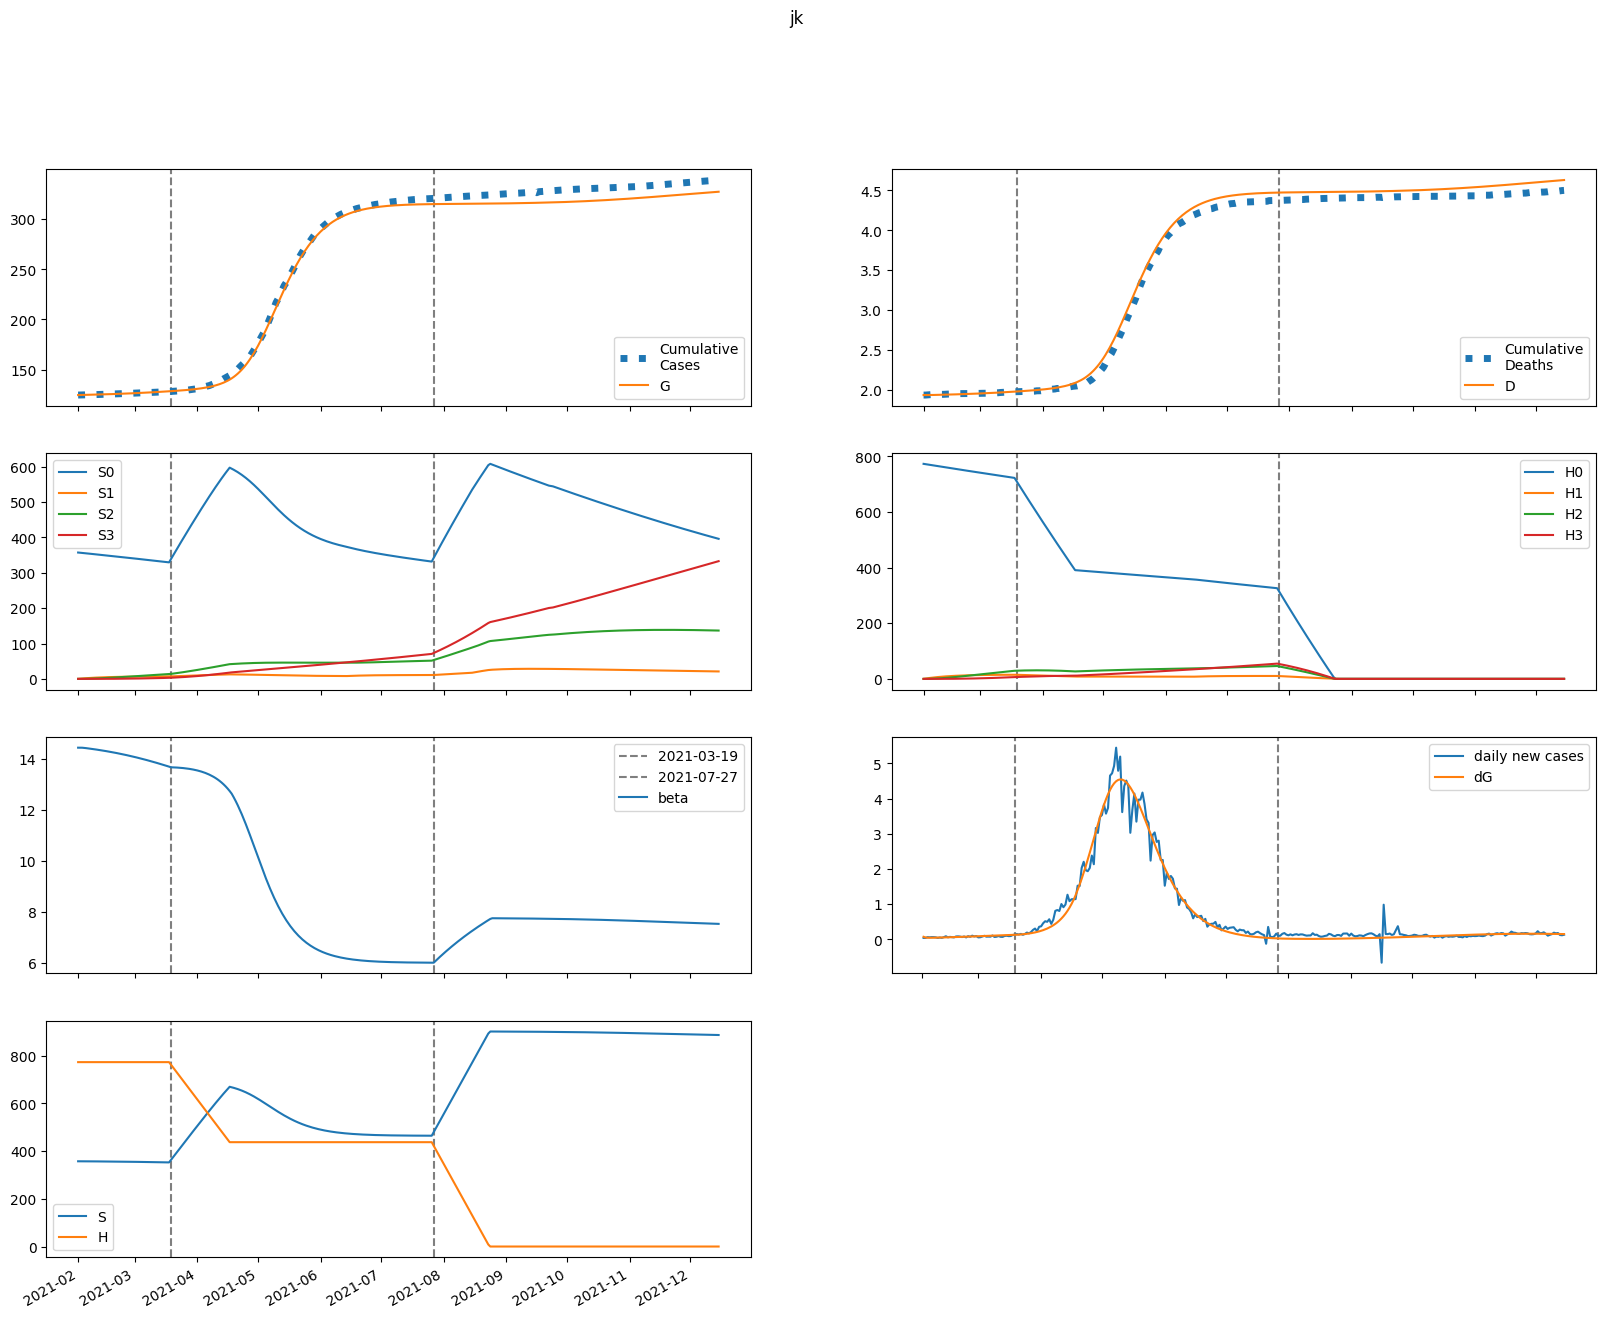 jk
300
250
200
150
Cumulative
Cases
G
4.5
4.0
3.5
3.0
2.5
2.0
Cumulative
Deaths
D
600
500
400
300
200
100
0
S0
S1
S2
S3
800
600
400
200
0
H0
H1
H2
H3
14
12
10
8
6
2021-03-19
2021-07-27
beta
5
4
3
2
1
0
daily new cases
dG
800
600
400
200
0
S
H
2021-02
2021-03
2021-04
2021-05
2021-06
2021-07
2021-08
2021-09
2021-10
2021-11
2021-12